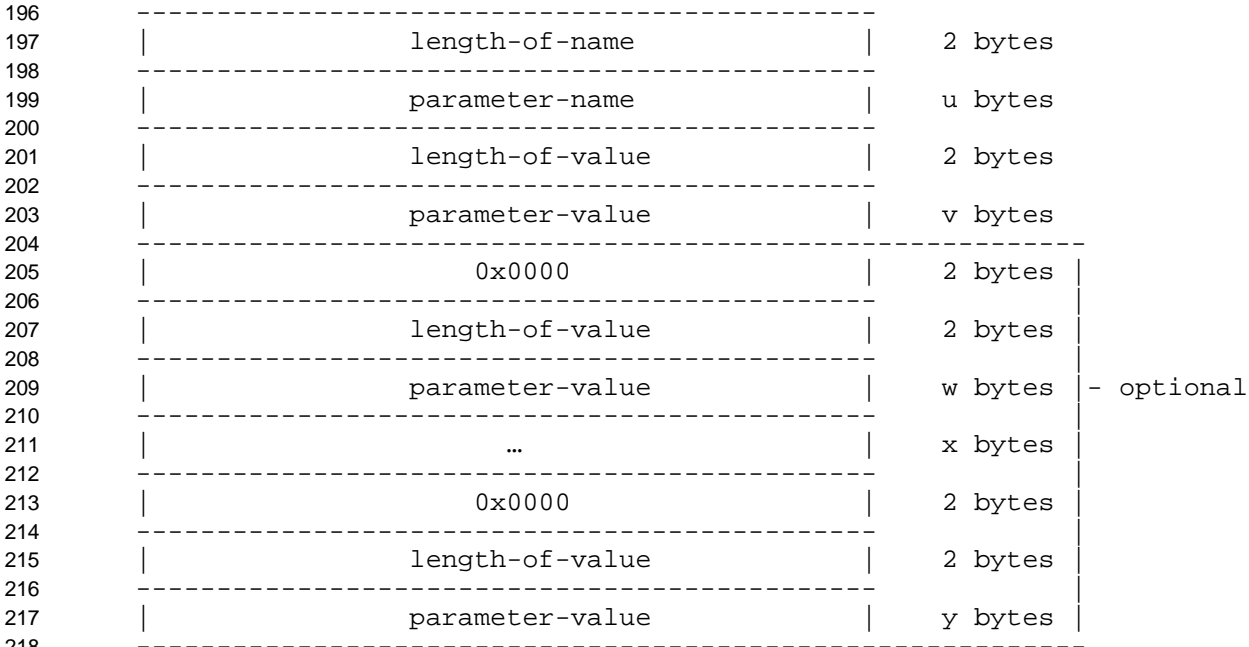 196 ----------------------------------------------
197 | length-of-name | 2 bytes
198 ----------------------------------------------
199 | parameter-name | u bytes
200 ----------------------------------------------
201 | length-of-value | 2 bytes
202 ----------------------------------------------
203 | parameter-value | v bytes
204 -----------------------------------------------------------
205 | 0x0000 | 2 bytes |
206 ---------------------------------------------- |
207 | length-of-value | 2 bytes |
208 ---------------------------------------------- |
209 | parameter-value | w bytes |- optional
210 ---------------------------------------------- |
211 | … | x bytes |
212 ---------------------------------------------- |
213 | 0x0000 | 2 bytes |
214 ---------------------------------------------- |
215 | length-of-value | 2 bytes |
216 ---------------------------------------------- |
217 | parameter-value | y bytes |
218 -----------------------------------------------------------